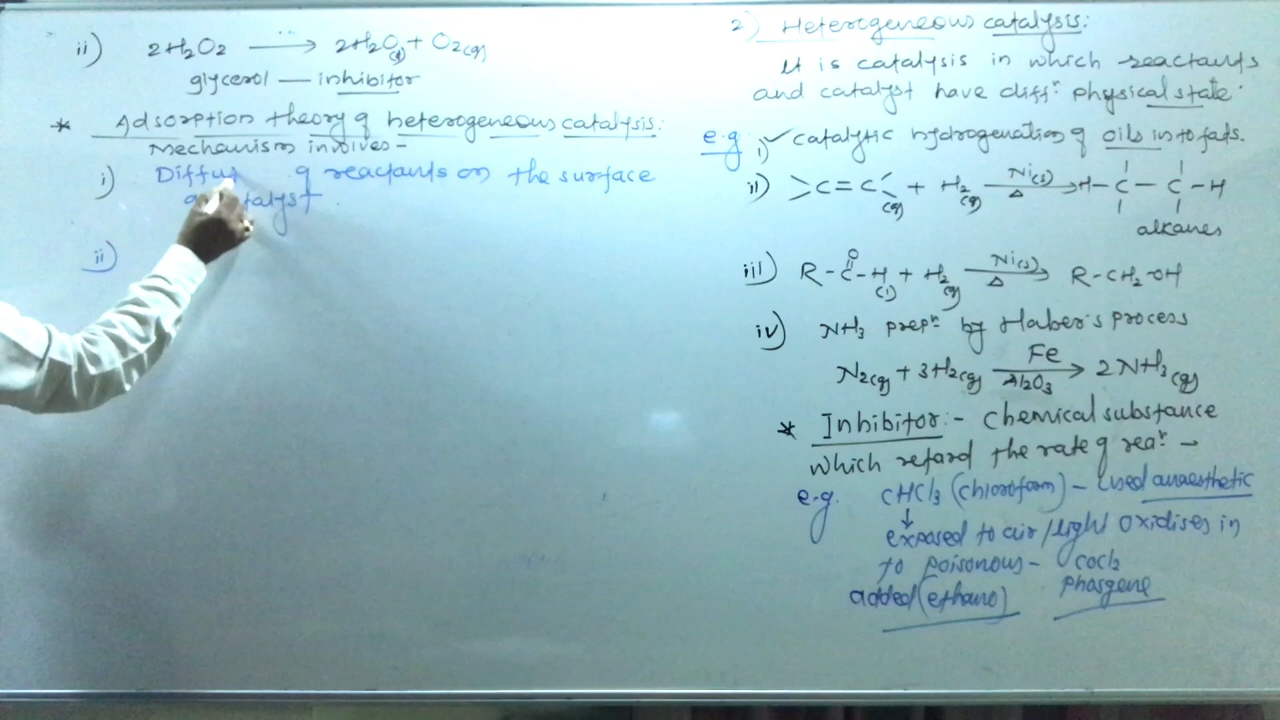 ii) 2H2O2 ⟶ 2H2O(l) + O2(g)
glycerol — inhibitor
* Adsorption theory of heterogeneous catalysis:
Mechanism involves -
i) Diffus of reactants on the surface
talyst.
ii)
2) Heterogeneous catalysis:
It is catalysis in which reactants
and catalyst have diffn physical state.
e.g i) ✓ catalytic hydrogenation of oils into fats.
ii) >C=C<(g) + H2(g) Ni(s) ⟶ Δ H-C-C-H
alkanes
iii) R-C-H(l) + H2(g) Ni(s) ⟶ Δ R-CH2-OH
O
iv) NH3 prepn by Haber's process
N2(g) + 3H2(g) Fe ⟶ Al2O3 2NH3(g)
* Inhibitor:- Chemical substance
which retard the rate of rean -
e.g. CHCl3 (chloroform) - used anaesthetic
↓
exposed to air/light oxidises in
to poisonous - COCl2
added (ethano) phosgene